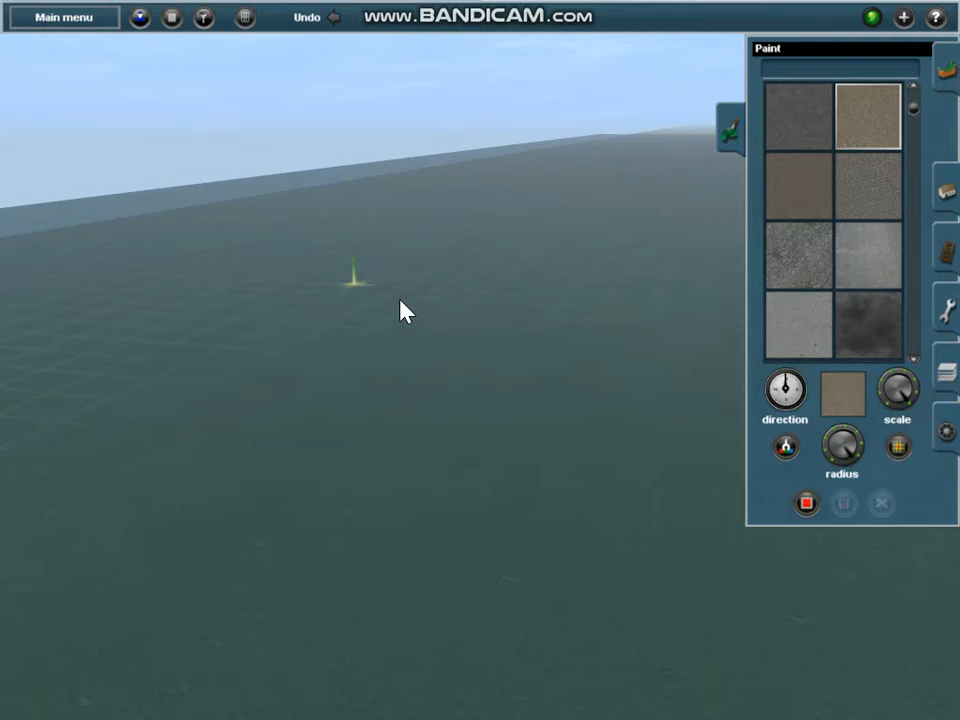 Main menu
Undo
WWW.BANDICAM.COM
?
Paint
direction
scale
radius